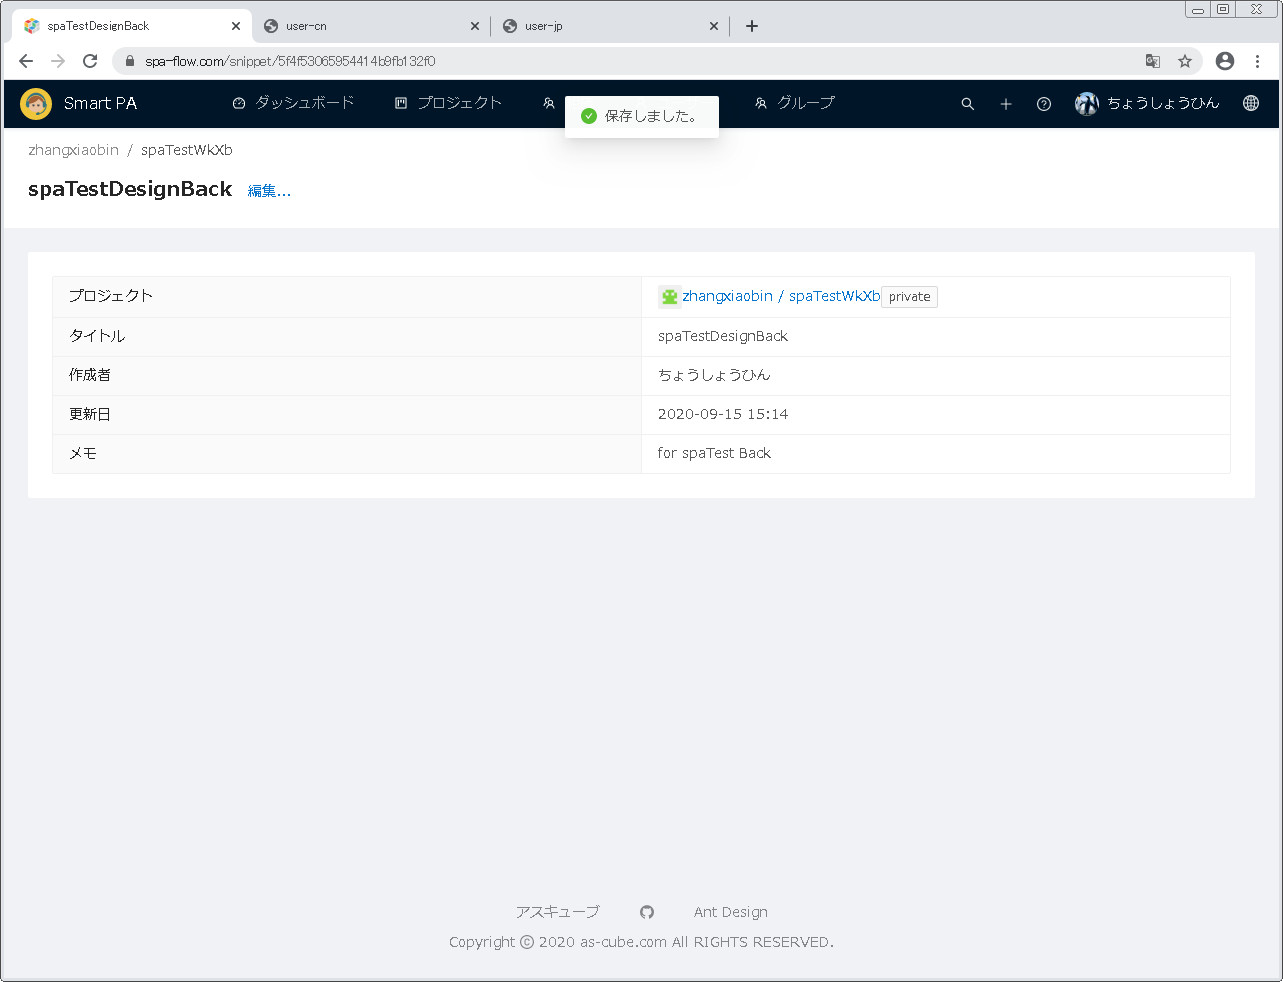 spaTestDesignBack
user-cn
user-jp
spa-flow.com/snippet/5f4f53065954414b9fb132f0
Smart PA
ダッシュボード
プロジェクト
保存しました。
グループ
ちょうしょうひん
zhangxiaobin / spaTestWkXb
spaTestDesignBack 編集...
プロジェクト zhangxiaobin / spaTestWkXb private
タイトル spaTestDesignBack
作成者 ちょうしょうひん
更新日 2020-09-15 15:14
メモ for spaTest Back
アスキューブ Ant Design
Copyright © 2020 as-cube.com All RIGHTS RESERVED.